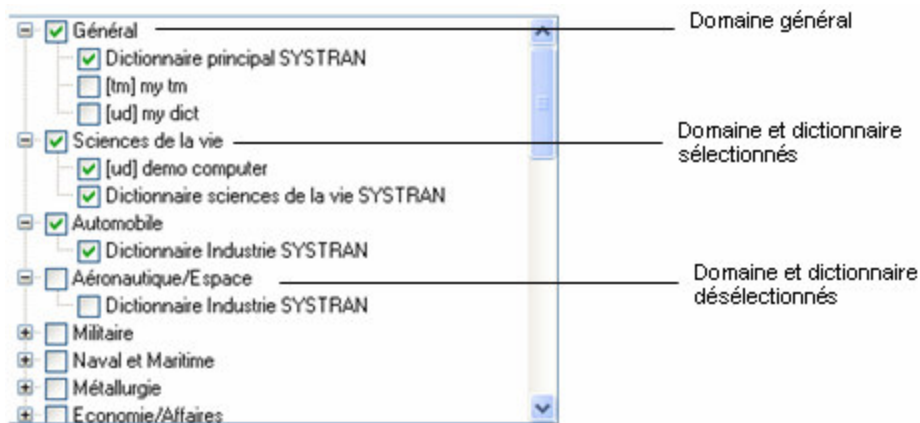 Général
Dictionnaire principal SYSTRAN
[tm] my tm
[ud] my dict
Sciences de la vie
[ud] demo computer
Dictionnaire sciences de la vie SYSTRAN
Automobile
Dictionnaire Industrie SYSTRAN
Aéronautique/Espace
Dictionnaire Industrie SYSTRAN
Militaire
Naval et Maritime
Métallurgie
Economie/Affaires
Domaine général
Domaine et dictionnaire
sélectionnés
Domaine et dictionnaire
désélectionnés